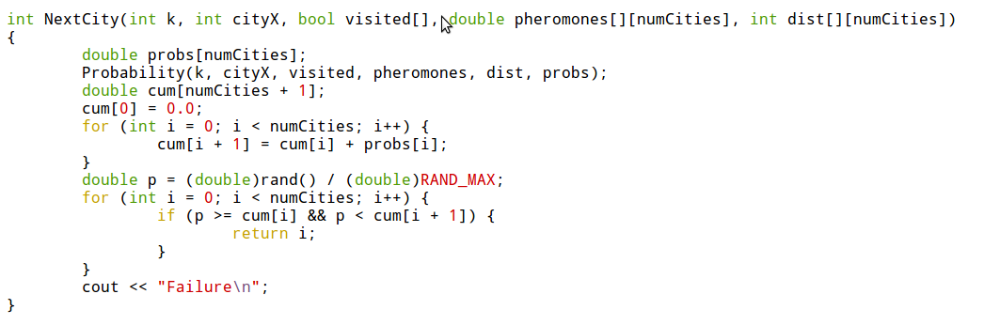 int NextCity(int k, int cityX, bool visited[], double pheromones[][numCities], int dist[][numCities])
{
        double probs[numCities];
        Probability(k, cityX, visited, pheromones, dist, probs);
        double cum[numCities + 1];
        cum[0] = 0.0;
        for (int i = 0; i < numCities; i++) {
                cum[i + 1] = cum[i] + probs[i];
        }
        double p = (double)rand() / (double)RAND_MAX;
        for (int i = 0; i < numCities; i++) {
                if (p >= cum[i] && p < cum[i + 1]) {
                        return i;
                }
        }
        cout << "Failure\n";
}